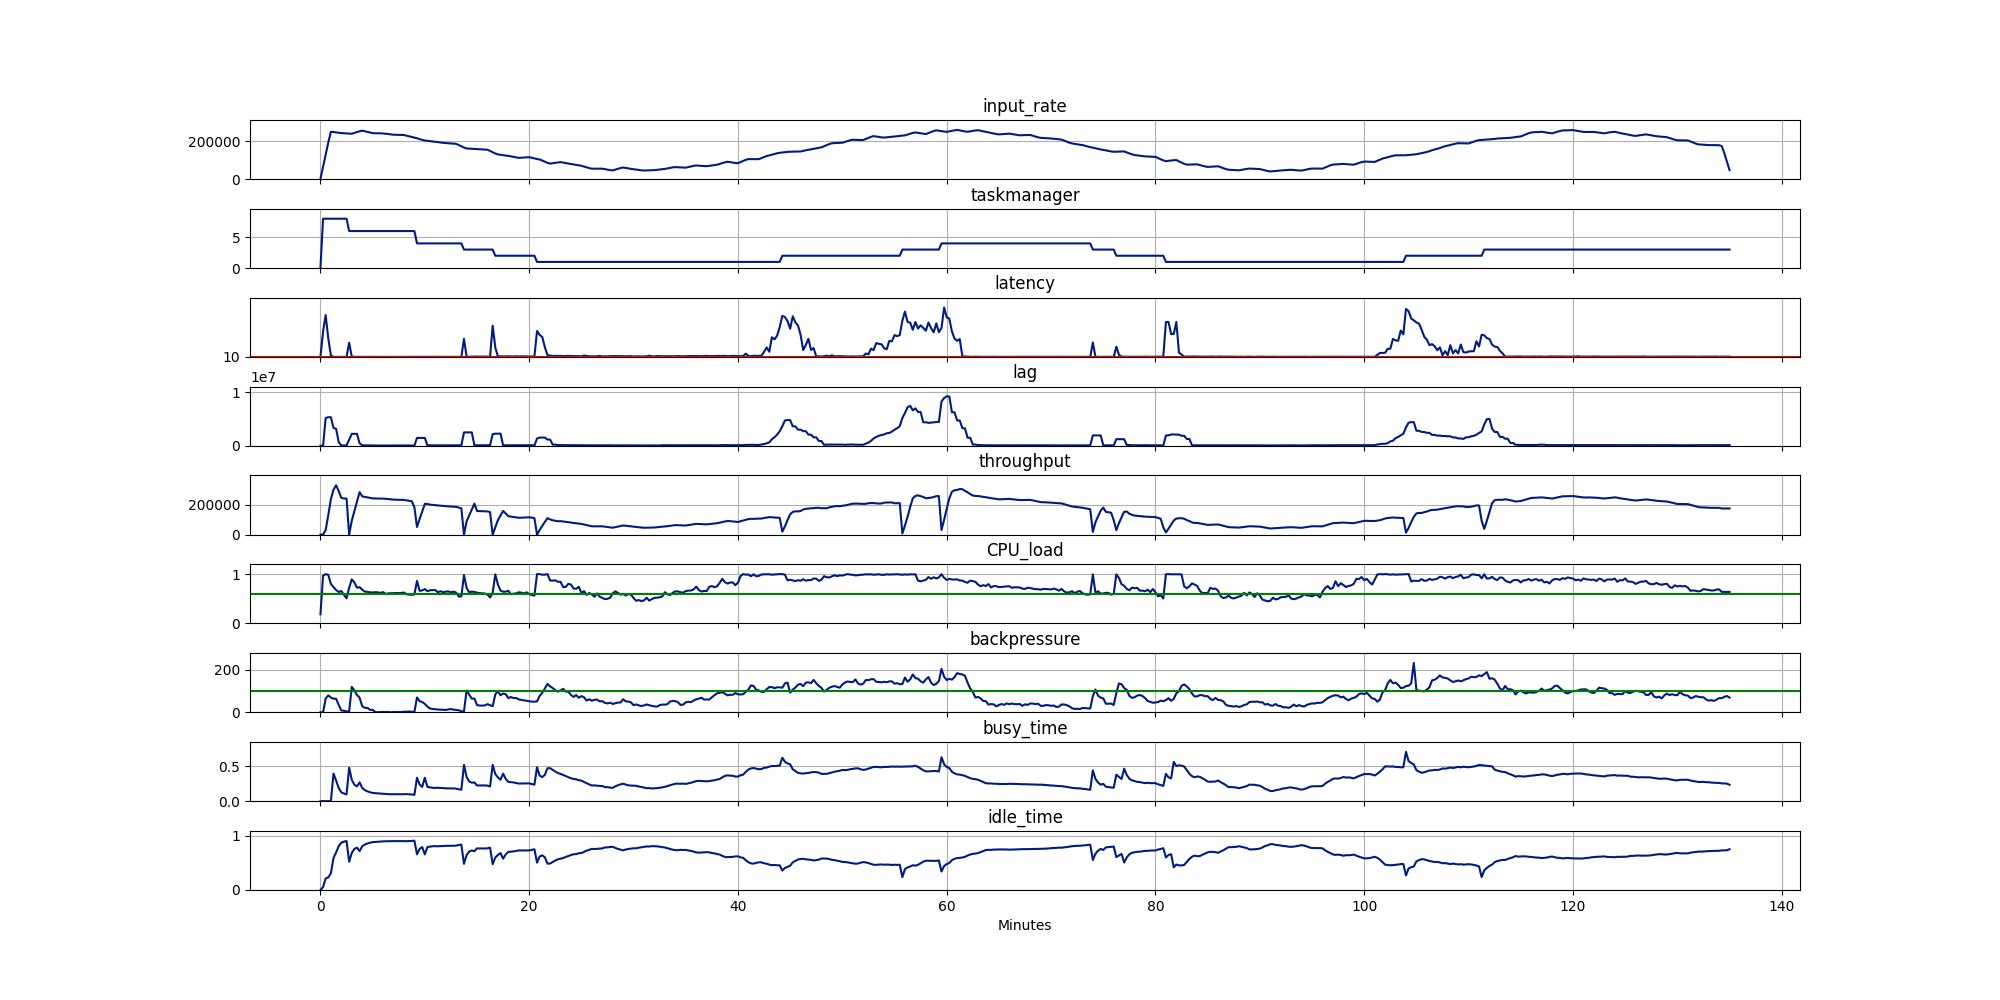 input_rate
200000
0
taskmanager
5
0
latency
10
1e7
lag
1
0
throughput
200000
0
CPU_load
1
0
backpressure
200
0
busy_time
0.5
0.0
idle_time
1
0
0 20 40 60 80 100 120 140
Minutes